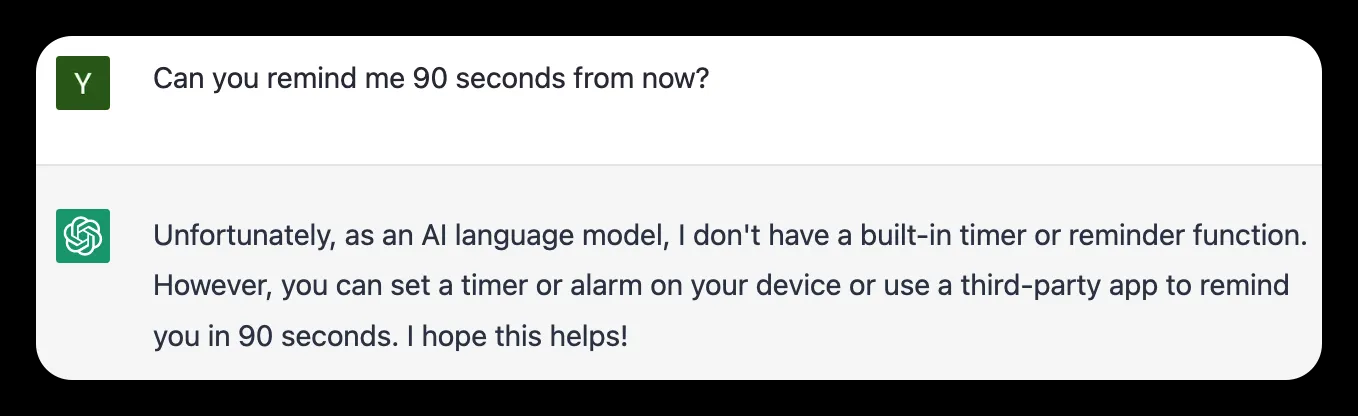 Y
Can you remind me 90 seconds from now?
Unfortunately, as an AI language model, I don't have a built-in timer or reminder function.
However, you can set a timer or alarm on your device or use a third-party app to remind
you in 90 seconds. I hope this helps!